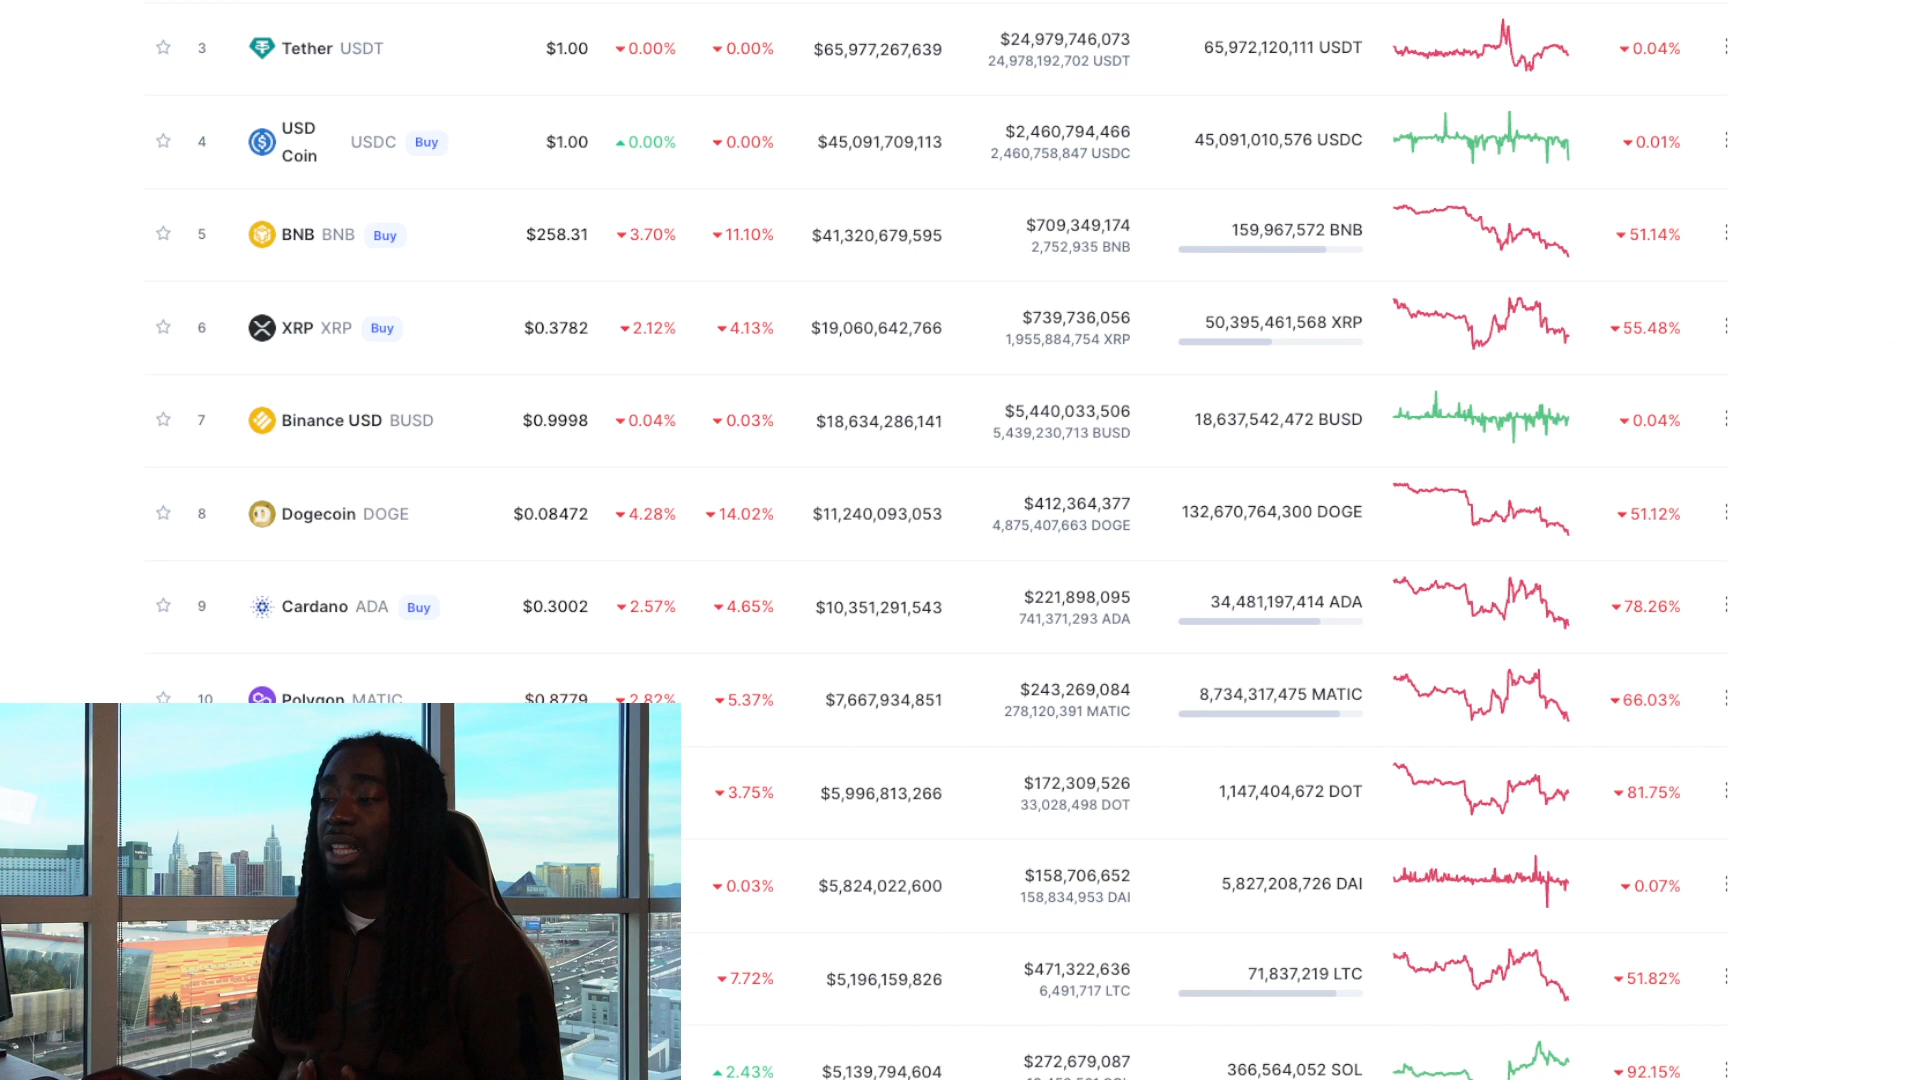 3 Tether USDT $1.00 0.00% 0.00% $65,977,267,639 $24,979,746,073 65,972,120,111 USDT 0.04%
24,978,192,702 USDT
4 USD Coin USDC Buy $1.00 0.00% 0.00% $45,091,709,113 $2,460,794,466 45,091,010,576 USDC 0.01%
2,460,758,847 USDC
5 BNB BNB Buy $258.31 3.70% 11.10% $41,320,679,595 $709,349,174 159,967,572 BNB 51.14%
2,752,935 BNB
6 XRP XRP Buy $0.3782 2.12% 4.13% $19,060,642,766 $739,736,056 50,395,461,568 XRP 55.48%
1,955,884,754 XRP
7 Binance USD BUSD $0.9998 0.04% 0.03% $18,634,286,141 $5,440,033,506 18,637,542,472 BUSD 0.04%
5,439,230,713 BUSD
8 Dogecoin DOGE $0.08472 4.28% 14.02% $11,240,093,053 $412,364,377 132,670,764,300 DOGE 51.12%
4,875,407,663 DOGE
9 Cardano ADA Buy $0.3002 2.57% 4.65% $10,351,291,543 $221,898,095 34,481,197,414 ADA 78.26%
741,371,293 ADA
10 Polygon MATIC $0.8779 2.82% 5.37% $7,667,934,851 $243,269,084 8,734,317,475 MATIC 66.03%
278,120,391 MATIC
3.75% $5,996,813,266 $172,309,526 1,147,404,672 DOT 81.75%
33,028,498 DOT
0.03% $5,824,022,600 $158,706,652 5,827,208,726 DAI 0.07%
158,834,953 DAI
7.72% $5,196,159,826 $471,322,636 71,837,219 LTC 51.82%
6,491,717 LTC
2.43% $5,139,794,604 $272,679,087 366,564,052 SOL 92.15%